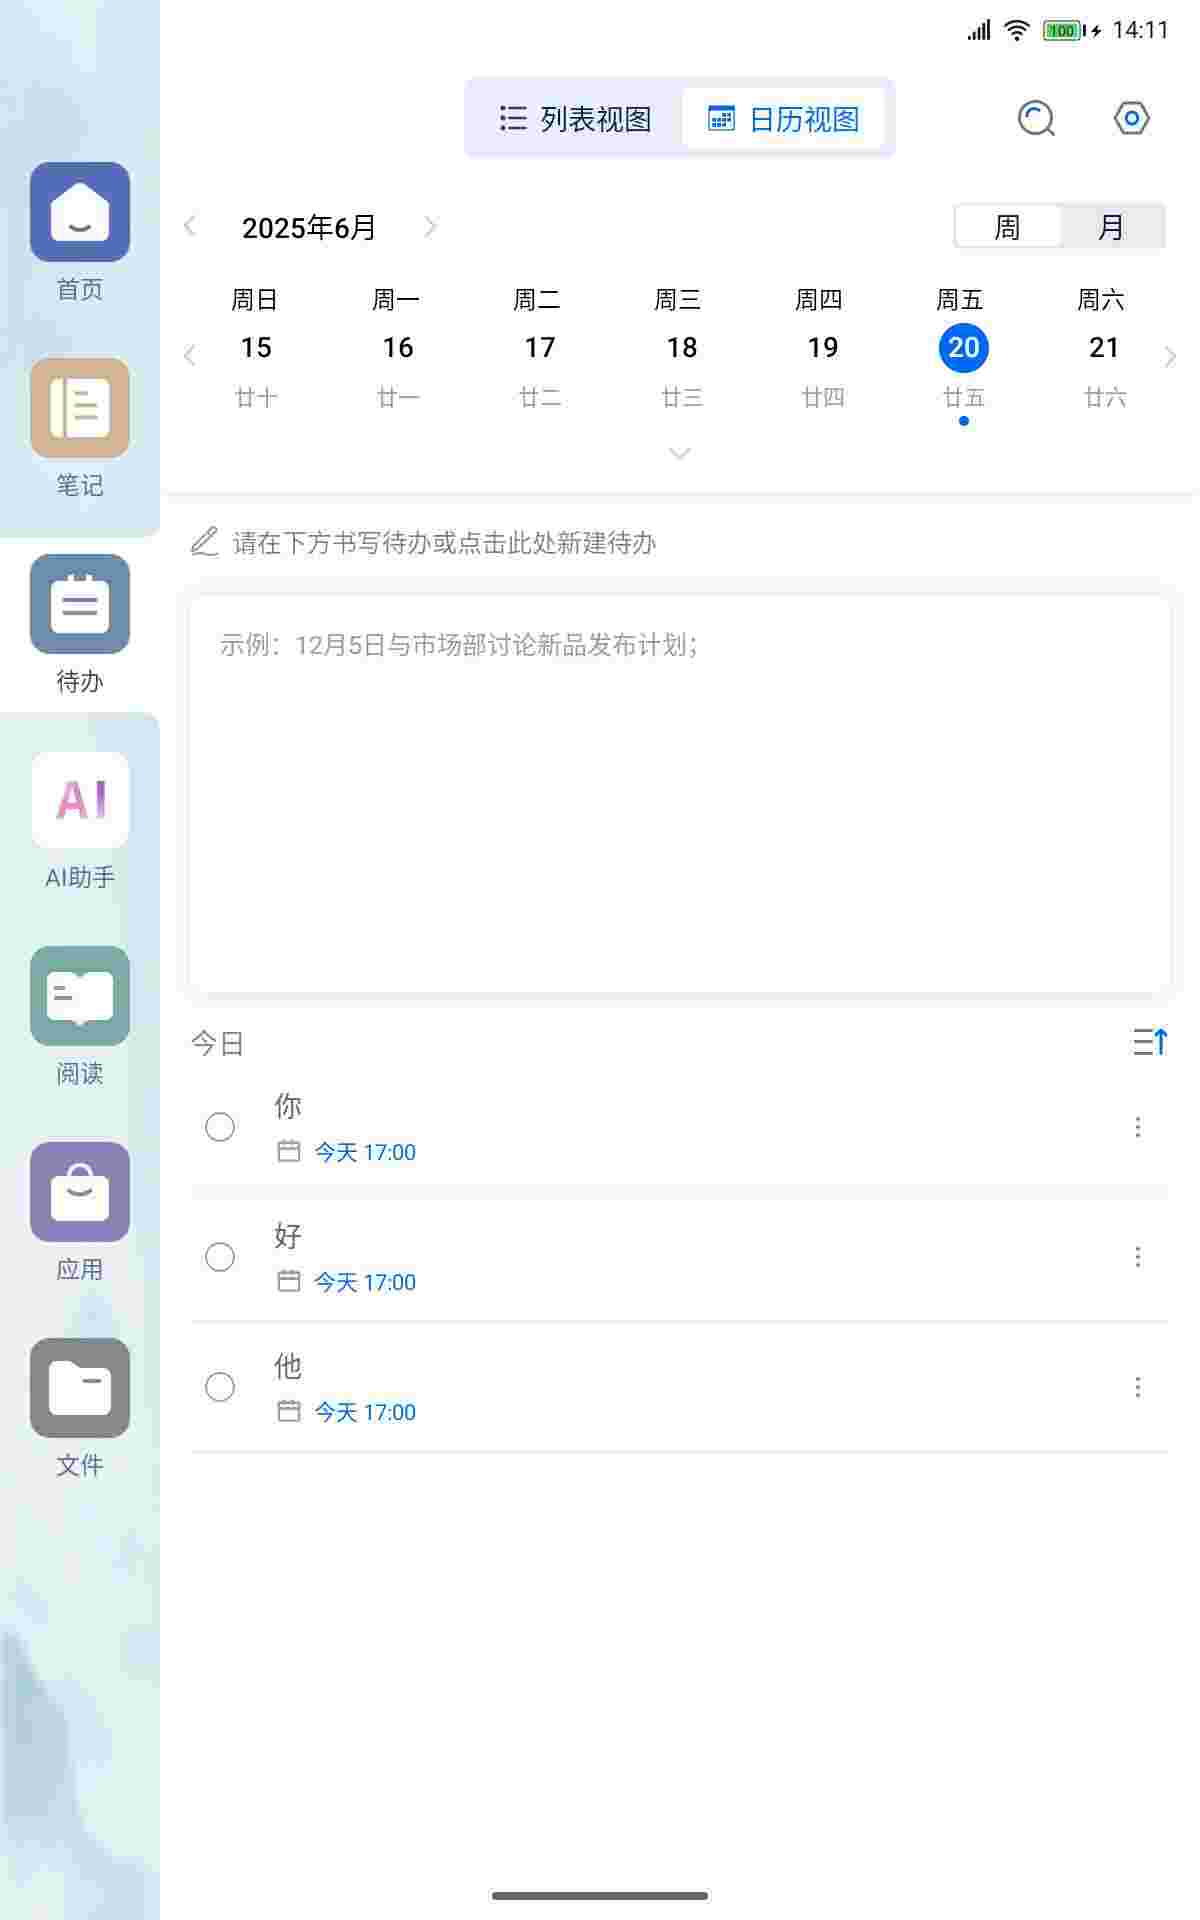 100 14:11
列表视图 日历视图
2025年6月 周 月
周日 周一 周二 周三 周四 周五 周六
15 16 17 18 19 20 21
廿十 廿一 廿二 廿三 廿四 廿五 廿六
首页
笔记
待办
AI
AI助手
阅读
应用
文件
请在下方书写待办或点击此处新建待办
示例：12月5日与市场部讨论新品发布计划；
今日
你
今天 17:00
好
今天 17:00
他
今天 17:00